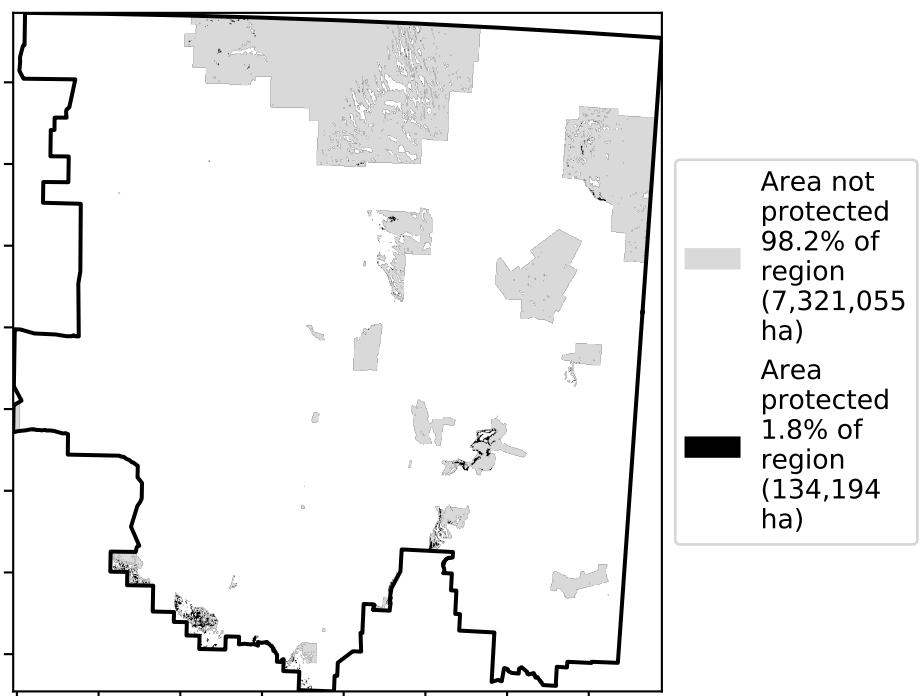 Area not
protected
98.2% of
region
(7,321,055
ha)
Area
protected
1.8% of
region
(134,194
ha)